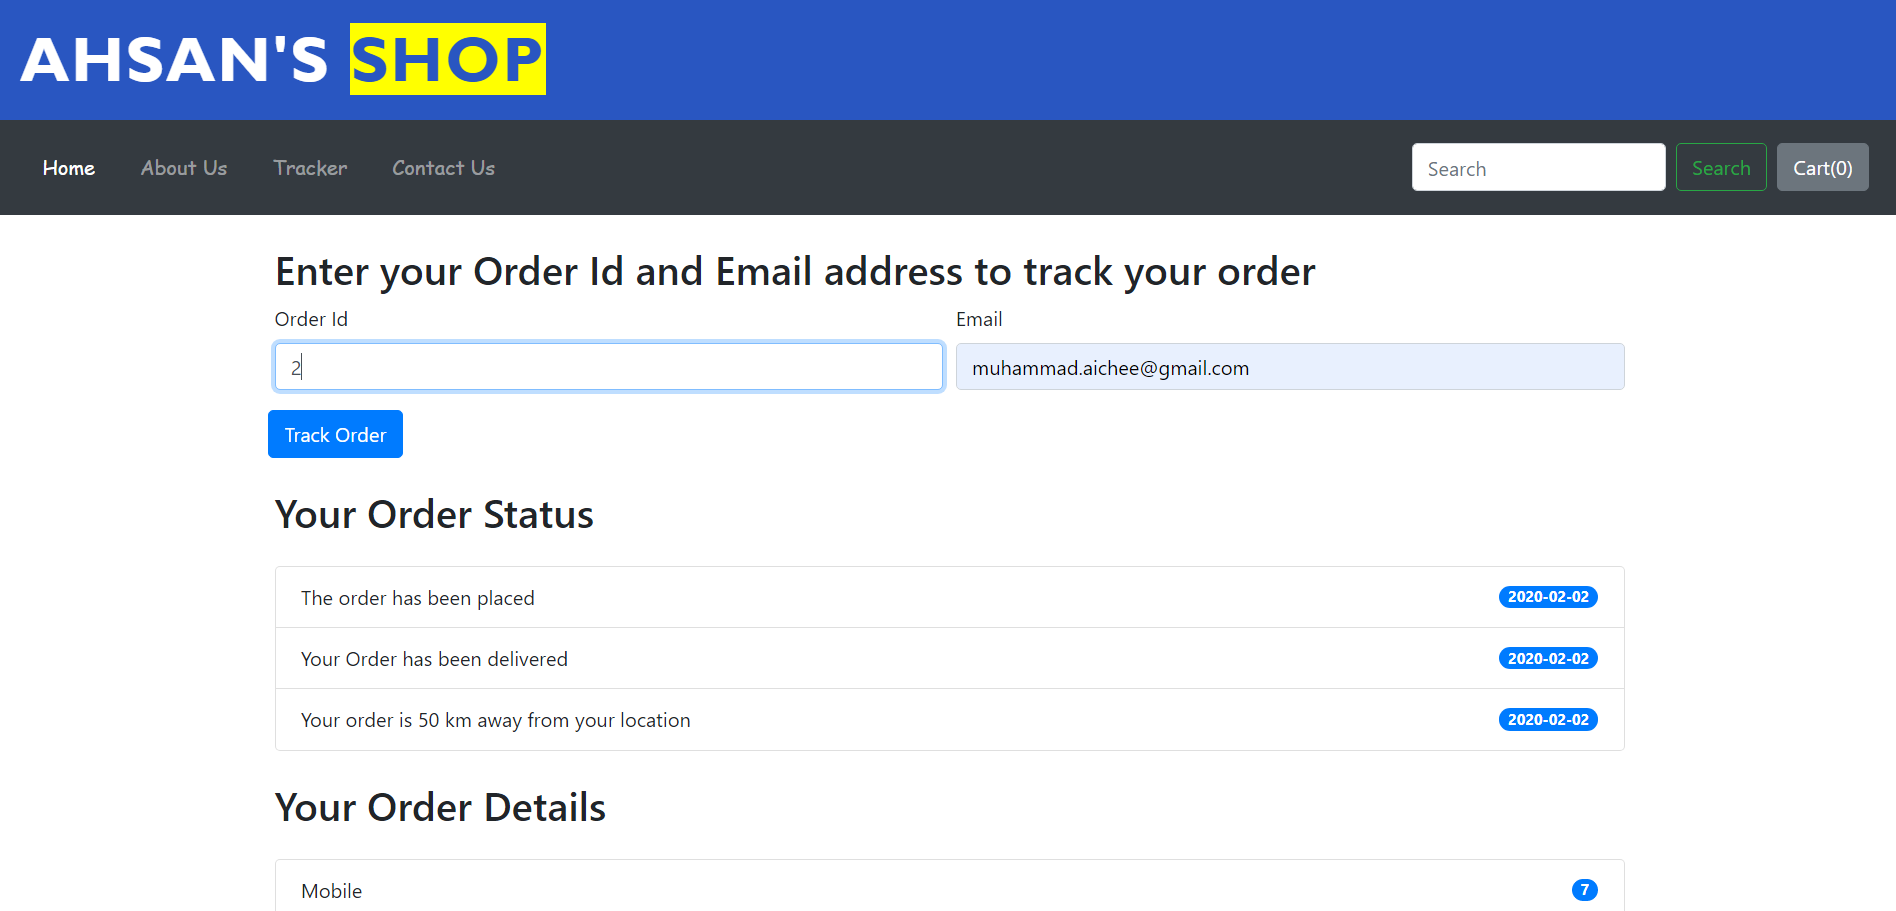 AHSAN'S SHOP
Home About Us Tracker Contact Us Search Search Cart(0)
Enter your Order Id and Email address to track your order
Order Id Email
2 muhammad.aichee@gmail.com
Track Order
Your Order Status
The order has been placed 2020-02-02
Your Order has been delivered 2020-02-02
Your order is 50 km away from your location 2020-02-02
Your Order Details
Mobile 7